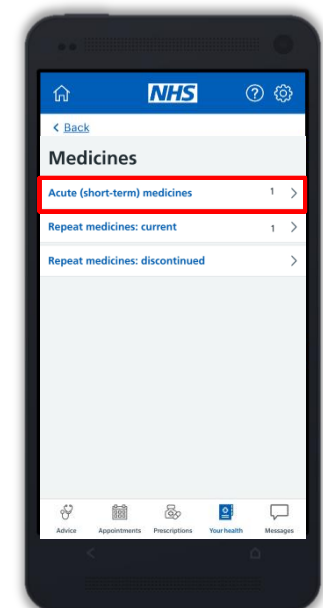 NHS
< Back
Medicines
Acute (short-term) medicines 1
Repeat medicines: current 1
Repeat medicines: discontinued
Advice Appointments Prescriptions Your health Messages